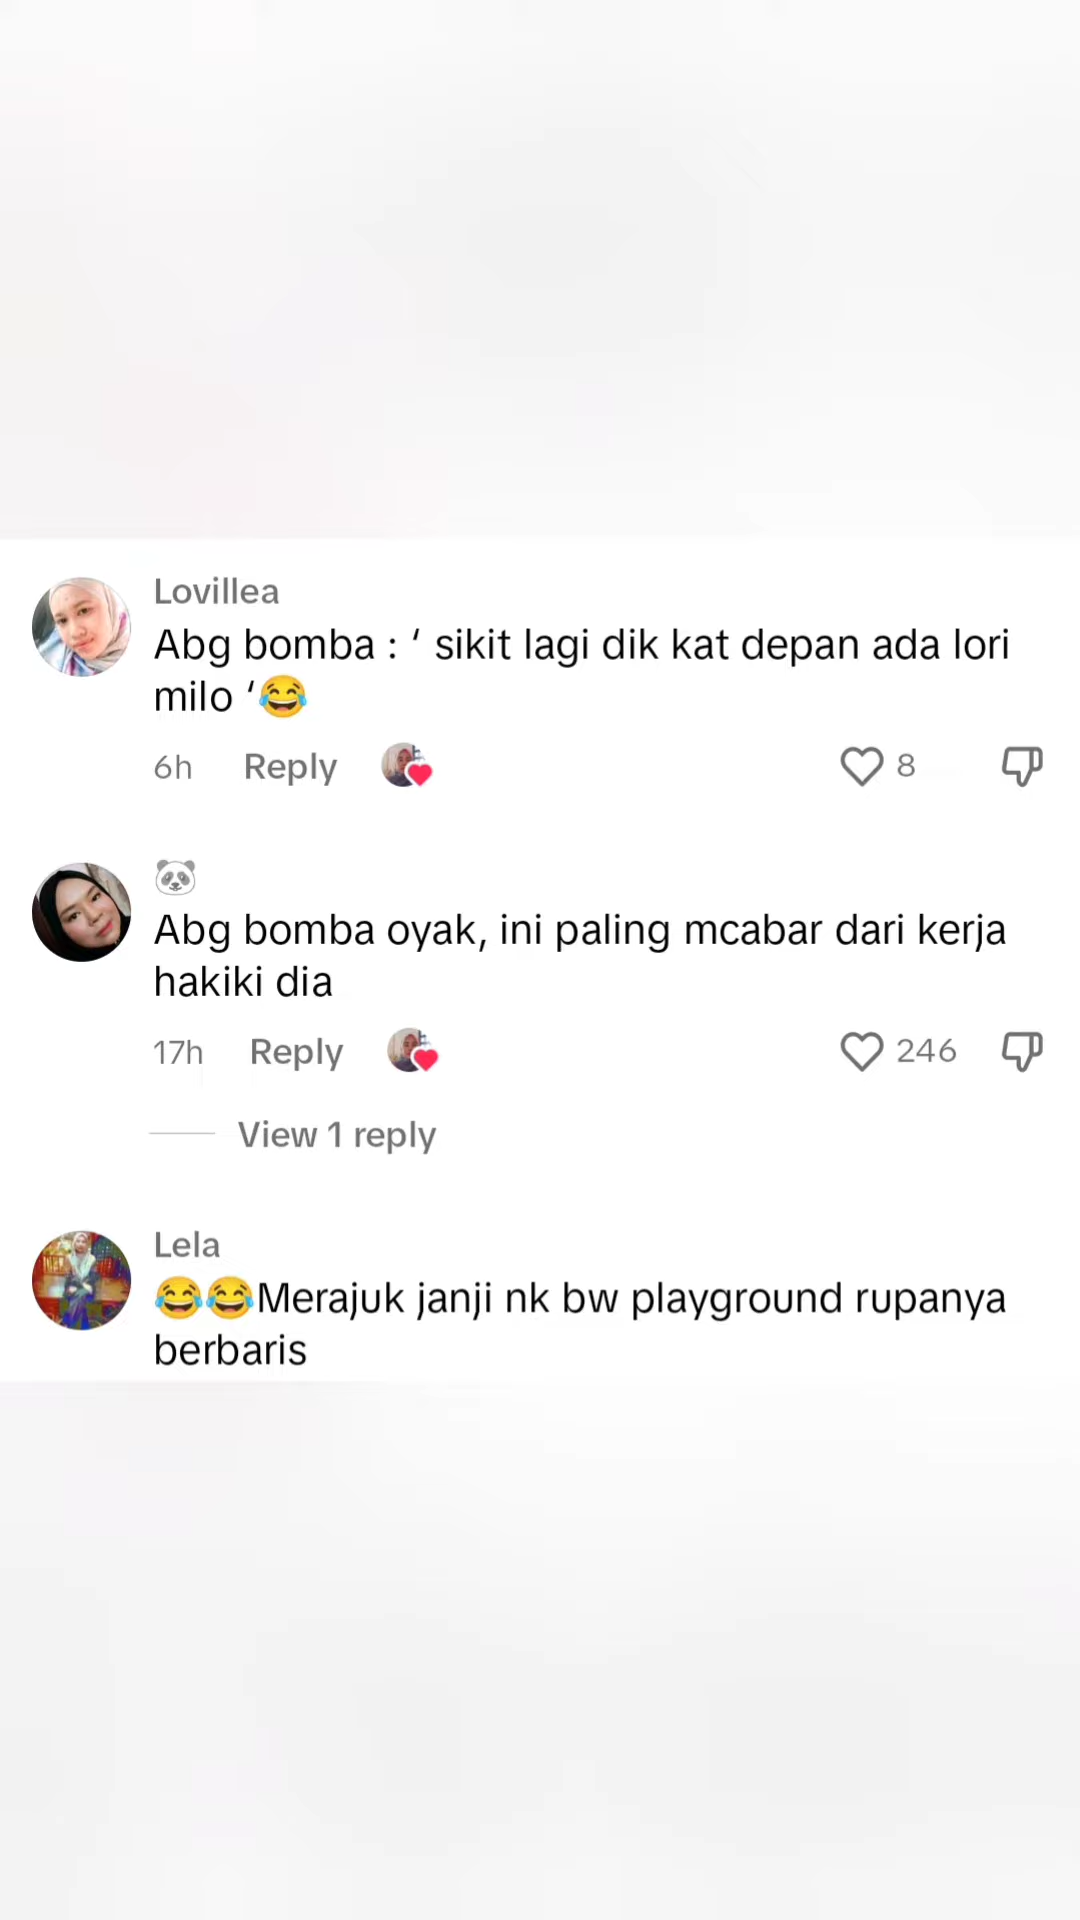 Lovillea
Abg bomba : ‘ sikit lagi dik kat depan ada lori
milo ‘😂
6h Reply 8
🐼
Abg bomba oyak, ini paling mcabar dari kerja
hakiki dia
17h Reply 246
View 1 reply
Lela
😂😂Merajuk janji nk bw playground rupanya
berbaris